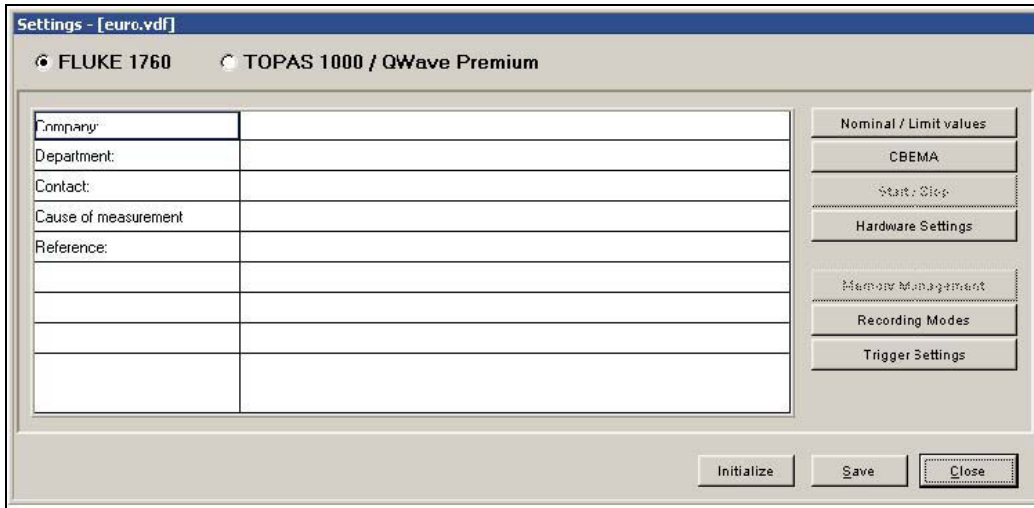 Settings - [euro.vdf]
FLUKE 1760 TOPAS 1000 / QWave Premium
Company:
Department:
Contact:
Cause of measurement
Reference:
Nominal / Limit values
CBEMA
Start / Stop
Hardware Settings
Memory Management
Recording Modes
Trigger Settings
Initialize Save Close